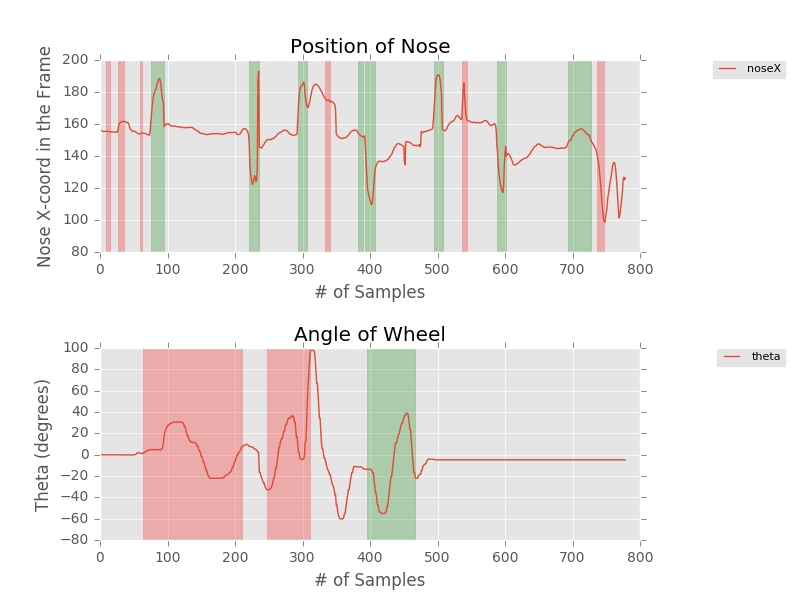 Position of Nose
noseX
Nose X-coord in the Frame
200
180
160
140
120
100
80
0 100 200 300 400 500 600 700 800
# of Samples
Angle of Wheel
theta
Theta (degrees)
100
80
60
40
20
0
−20
−40
−60
−80
0 100 200 300 400 500 600 700 800
# of Samples